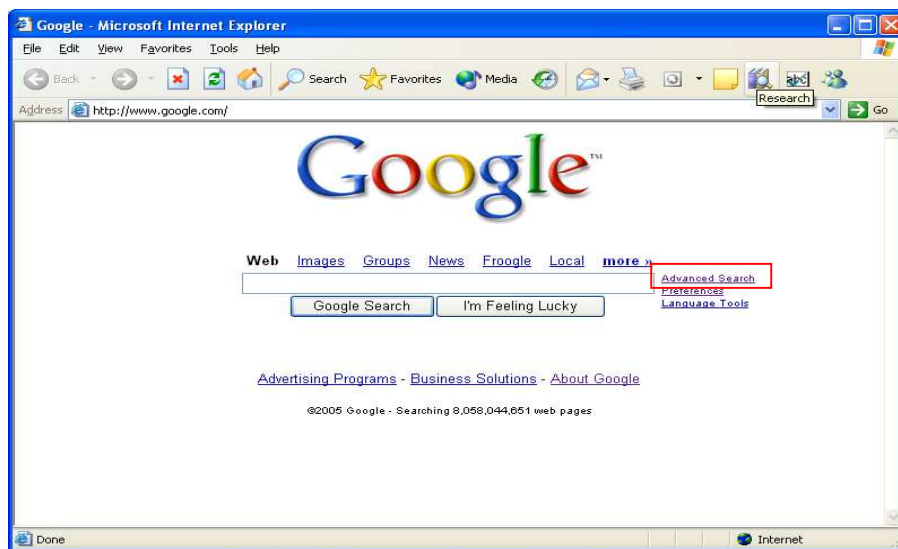 Google - Microsoft Internet Explorer
File Edit View Favorites Tools Help
Back Search Favorites Media
Research
Address http://www.google.com/ Go
Google™
Web Images Groups News Froogle Local more »
Advanced Search
Preferences
Language Tools
Google Search I'm Feeling Lucky
Advertising Programs - Business Solutions - About Google
©2005 Google - Searching 8,058,044,651 web pages
Done Internet